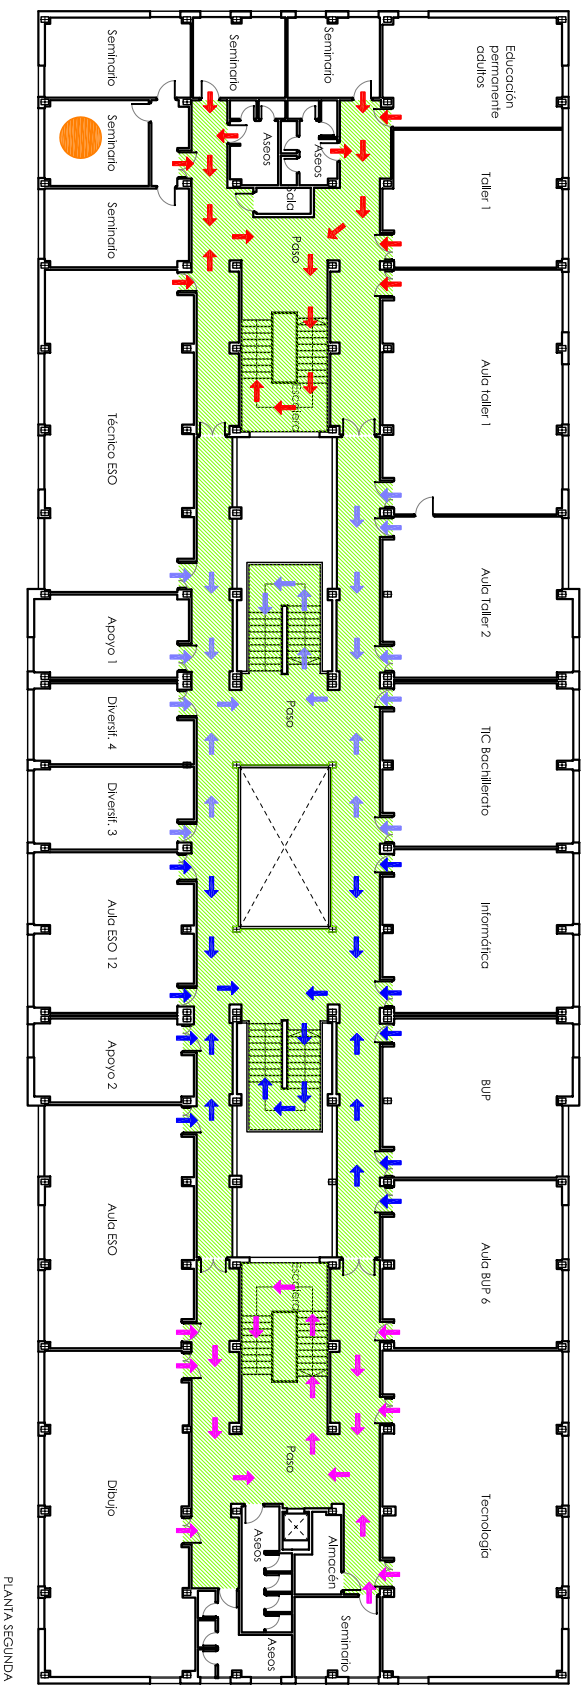 Seminario
Seminario
Seminario
Educación
permanente
adultos
Seminario
Aseos
Aseos
Taller 1
Seminario
Sala
Paso
Técnico ESO
Escalera
Aula taller 1
Apoyo 1
Aula Taller 2
Diversif. 4
Paso
TIC Bachillerato
Diversif. 3
Aula ESO 12
Informática
Apoyo 2
BUP
Aula ESO
Escalera
Aula BUP 6
Dibujo
Paso
Tecnología
Aseos
Almacén
Aseos
Seminario
PLANTA SEGUNDA